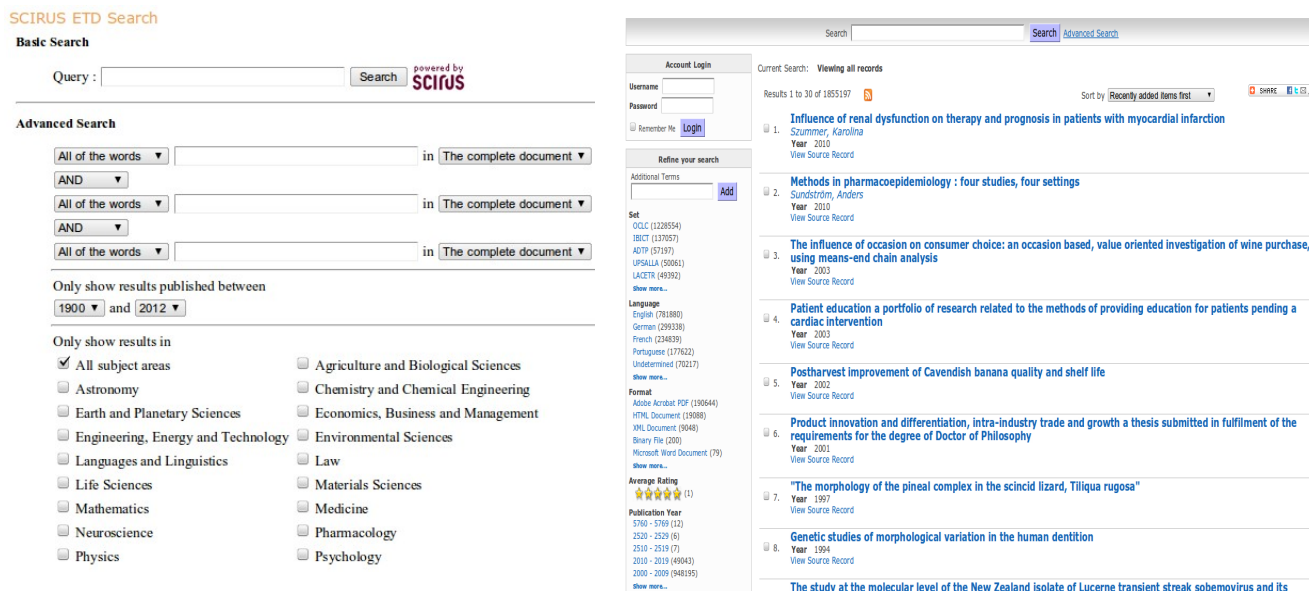 SCIRUS ETD Search
Basic Search
Query :
Search
powered by
SCIRUS
Advanced Search
All of the words ▼ in The complete document ▼
AND ▼
All of the words ▼ in The complete document ▼
AND ▼
All of the words ▼ in The complete document ▼
Only show results published between
1900 ▼ and 2012 ▼
Only show results in
All subject areas
Agriculture and Biological Sciences
Astronomy
Chemistry and Chemical Engineering
Earth and Planetary Sciences
Economics, Business and Management
Engineering, Energy and Technology
Environmental Sciences
Languages and Linguistics
Law
Life Sciences
Materials Sciences
Mathematics
Medicine
Neuroscience
Pharmacology
Physics
Psychology
Search
Search
Advanced Search
Account Login
Username
Password
Remember Me
Login
Refine your search
Additional Terms
Add
Set
OCLC (1228554)
IBICT (137057)
ADTP (57197)
UPSALLA (50061)
LACETR (49392)
Show more...
Language
English (781880)
German (299338)
French (234839)
Portuguese (177622)
Undetermined (70217)
Show more...
Format
Adobe Acrobat PDF (190644)
HTML Document (19088)
XML Document (9048)
Binary File (200)
Microsoft Word Document (79)
Show more...
Average Rating
(1)
Publication Year
5760 - 5769 (12)
2520 - 2529 (6)
2510 - 2519 (7)
2010 - 2019 (49043)
2000 - 2009 (948195)
Show more...
Current Search: Viewing all records
Results 1 to 30 of 1855197
Sort by Recently added items first ▼
SHARE
1. Influence of renal dysfunction on therapy and prognosis in patients with myocardial infarction
Szummer, Karolina
Year 2010
View Source Record
2. Methods in pharmacoepidemiology : four studies, four settings
Sundström, Anders
Year 2010
View Source Record
3. The influence of occasion on consumer choice: an occasion based, value oriented investigation of wine purchase,
using means-end chain analysis
Year 2003
View Source Record
4. Patient education a portfolio of research related to the methods of providing education for patients pending a
cardiac intervention
Year 2003
View Source Record
5. Postharvest improvement of Cavendish banana quality and shelf life
Year 2002
View Source Record
6. Product innovation and differentiation, intra-industry trade and growth a thesis submitted in fulfilment of the
requirements for the degree of Doctor of Philosophy
Year 2001
View Source Record
7. "The morphology of the pineal complex in the scincid lizard, Tiliqua rugosa"
Year 1997
View Source Record
8. Genetic studies of morphological variation in the human dentition
Year 1994
View Source Record
The study at the molecular level of the New Zealand isolate of Lucerne transient streak sobemovirus and its